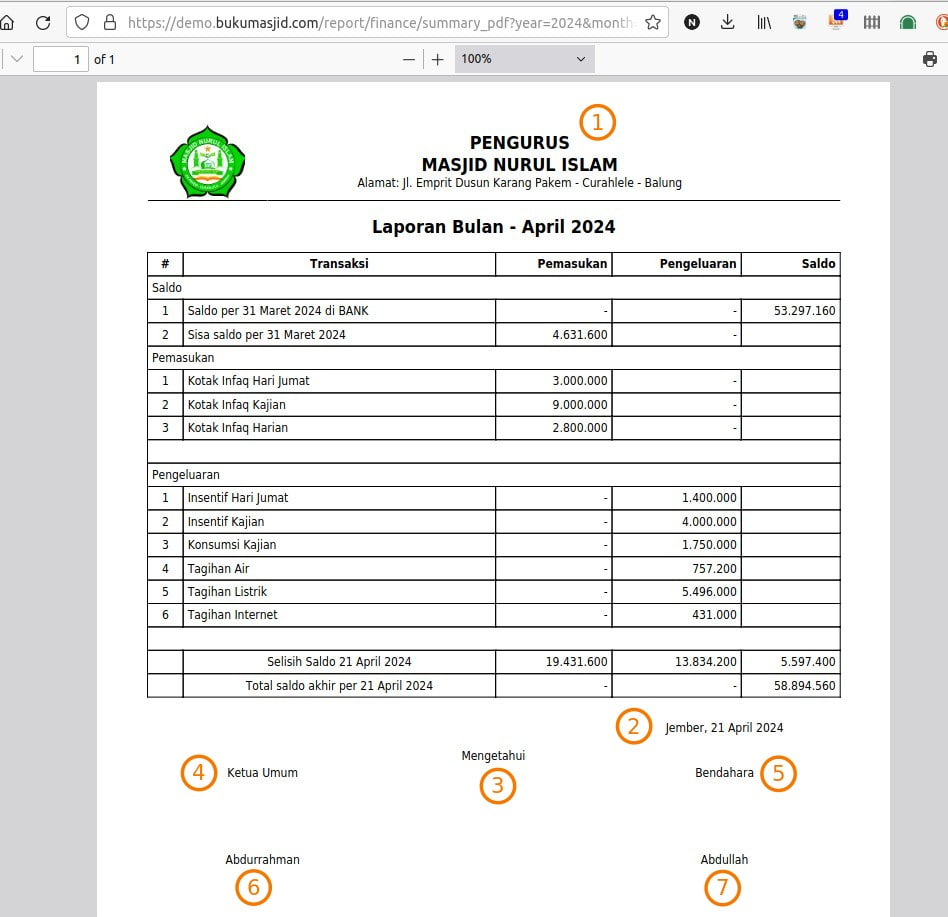 https://demo.bukumasjid.com/report/finance/summary_pdf?year=2024&month
N
4
1 of 1
100%
MASJID NURUL ISLAM
1
PENGURUS
MASJID NURUL ISLAM
Alamat: Jl. Emprit Dusun Karang Pakem - Curahlele - Balung
Laporan Bulan - April 2024
# Transaksi Pemasukan Pengeluaran Saldo
Saldo
1 Saldo per 31 Maret 2024 di BANK - - 53.297.160
2 Sisa saldo per 31 Maret 2024 4.631.600 -
Pemasukan
1 Kotak Infaq Hari Jumat 3.000.000 -
2 Kotak Infaq Kajian 9.000.000 -
3 Kotak Infaq Harian 2.800.000 -
Pengeluaran
1 Insentif Hari Jumat - 1.400.000
2 Insentif Kajian - 4.000.000
3 Konsumsi Kajian - 1.750.000
4 Tagihan Air - 757.200
5 Tagihan Listrik - 5.496.000
6 Tagihan Internet - 431.000
Selisih Saldo 21 April 2024 19.431.600 13.834.200 5.597.400
Total saldo akhir per 21 April 2024 - - 58.894.560
2 Jember, 21 April 2024
Mengetahui
3
4 Ketua Umum
Bendahara 5
Abdurrahman
6
Abdullah
7